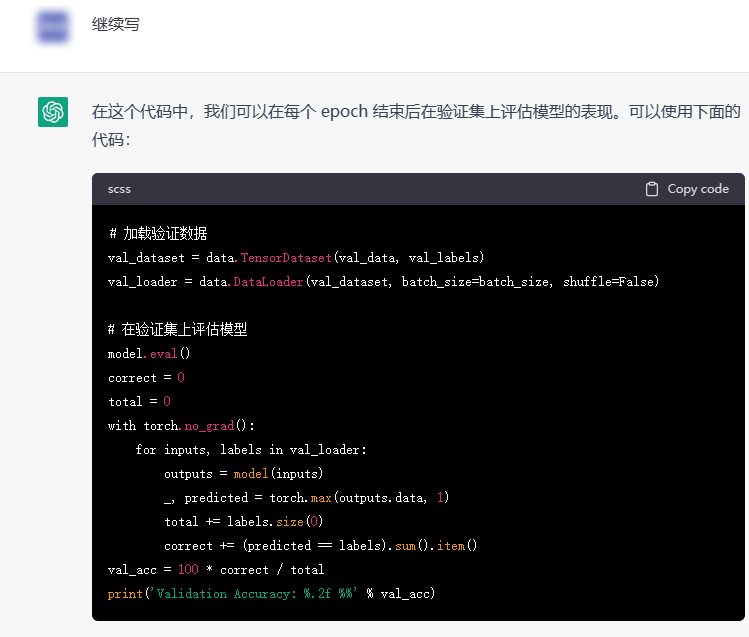 继续写
在这个代码中，我们可以在每个 epoch 结束后在验证集上评估模型的表现。可以使用下面的
代码：
scss
Copy code
# 加载验证数据
val_dataset = data.TensorDataset(val_data, val_labels)
val_loader = data.DataLoader(val_dataset, batch_size=batch_size, shuffle=False)
# 在验证集上评估模型
model.eval()
correct = 0
total = 0
with torch.no_grad():
    for inputs, labels in val_loader:
        outputs = model(inputs)
        _, predicted = torch.max(outputs.data, 1)
        total += labels.size(0)
        correct += (predicted == labels).sum().item()
val_acc = 100 * correct / total
print('Validation Accuracy: %.2f %%' % val_acc)